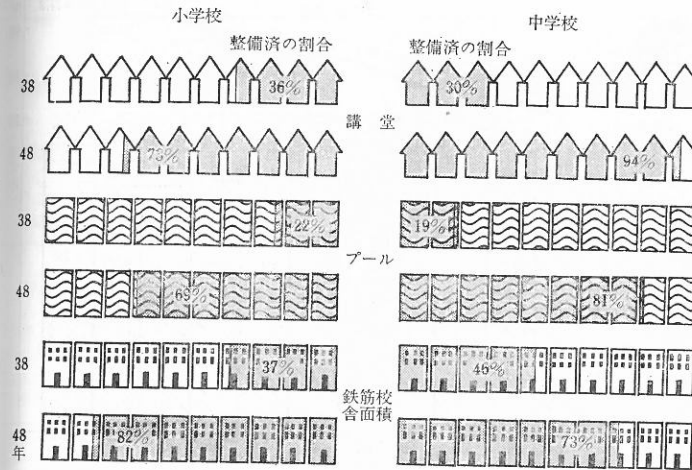 小学校 中学校
整備済の割合 整備済の割合
38 36% 30%
講堂
48 73% 94%
38 22% 19%
プール
48 69% 81%
38 37% 46%
鉄筋校
舎面積
48 82% 73%
年